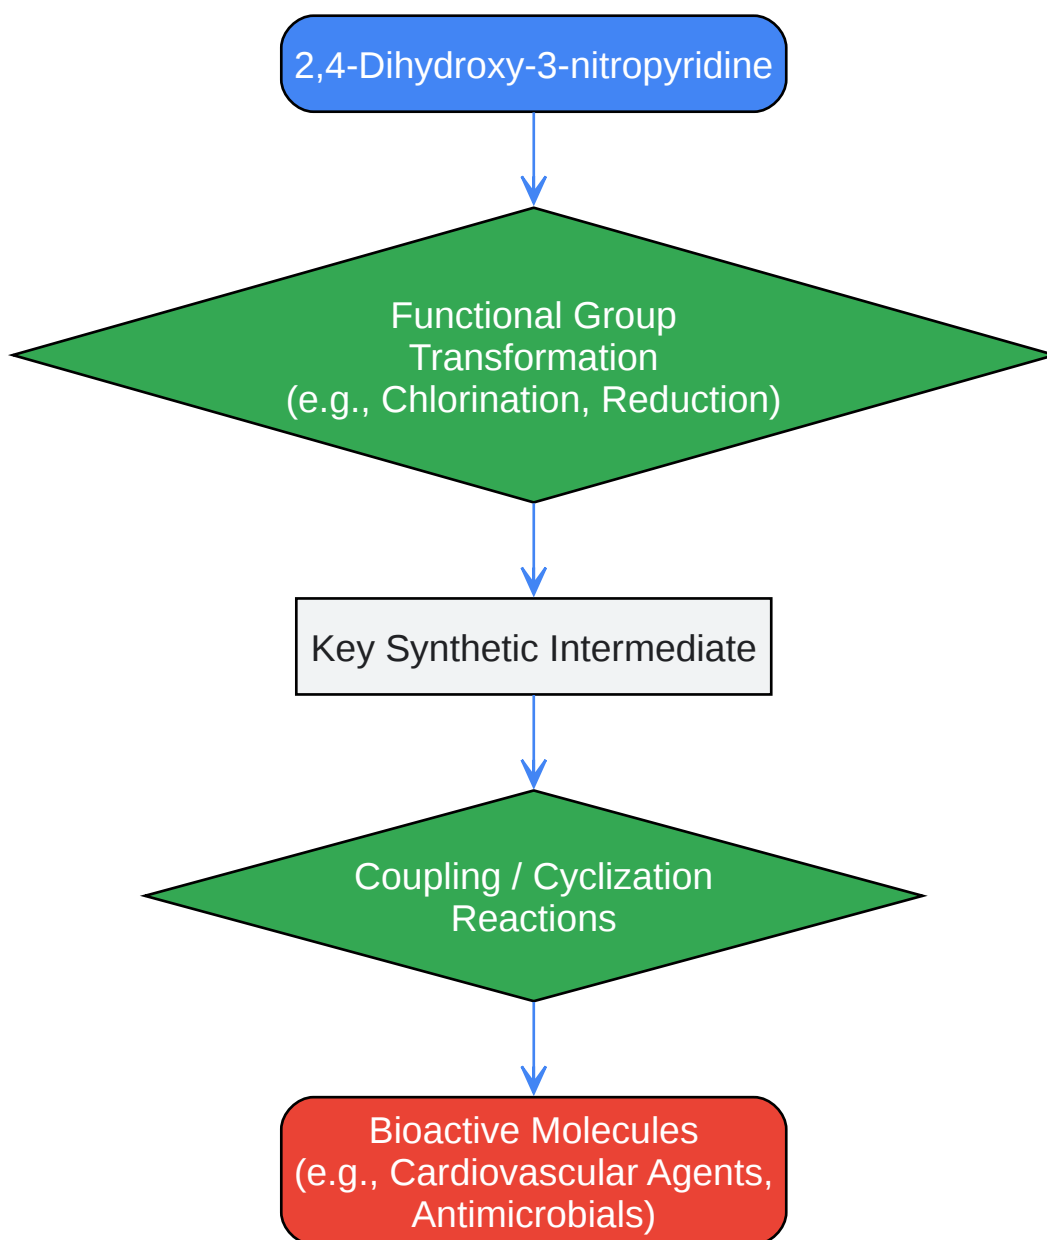 2,4-Dihydroxy-3-nitropyridine
Functional Group
Transformation
(e.g., Chlorination, Reduction)
Key Synthetic Intermediate
Coupling / Cyclization
Reactions
Bioactive Molecules
(e.g., Cardiovascular Agents,
Antimicrobials)